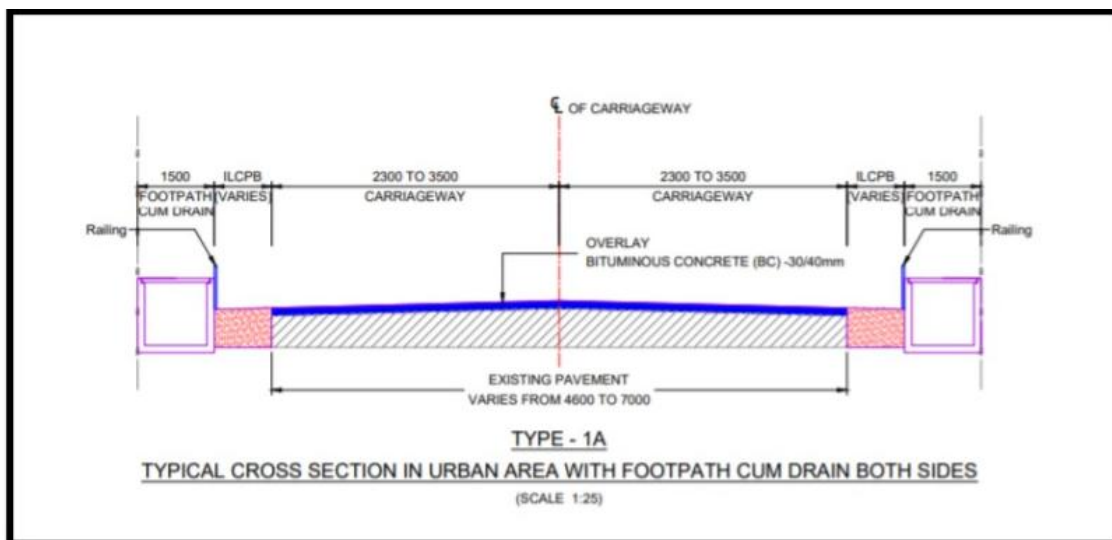 ℄ OF CARRIAGEWAY
1500 ILCPB 2300 TO 3500 2300 TO 3500 ILCPB 1500
FOOTPATH (VARIES) CARRIAGEWAY CARRIAGEWAY (VARIES) FOOTPATH
CUM DRAIN CUM DRAIN
Railing Railing
OVERLAY
BITUMINOUS CONCRETE (BC) -30/40mm
EXISTING PAVEMENT
VARIES FROM 4600 TO 7000
TYPE - 1A
TYPICAL CROSS SECTION IN URBAN AREA WITH FOOTPATH CUM DRAIN BOTH SIDES
(SCALE 1:25)